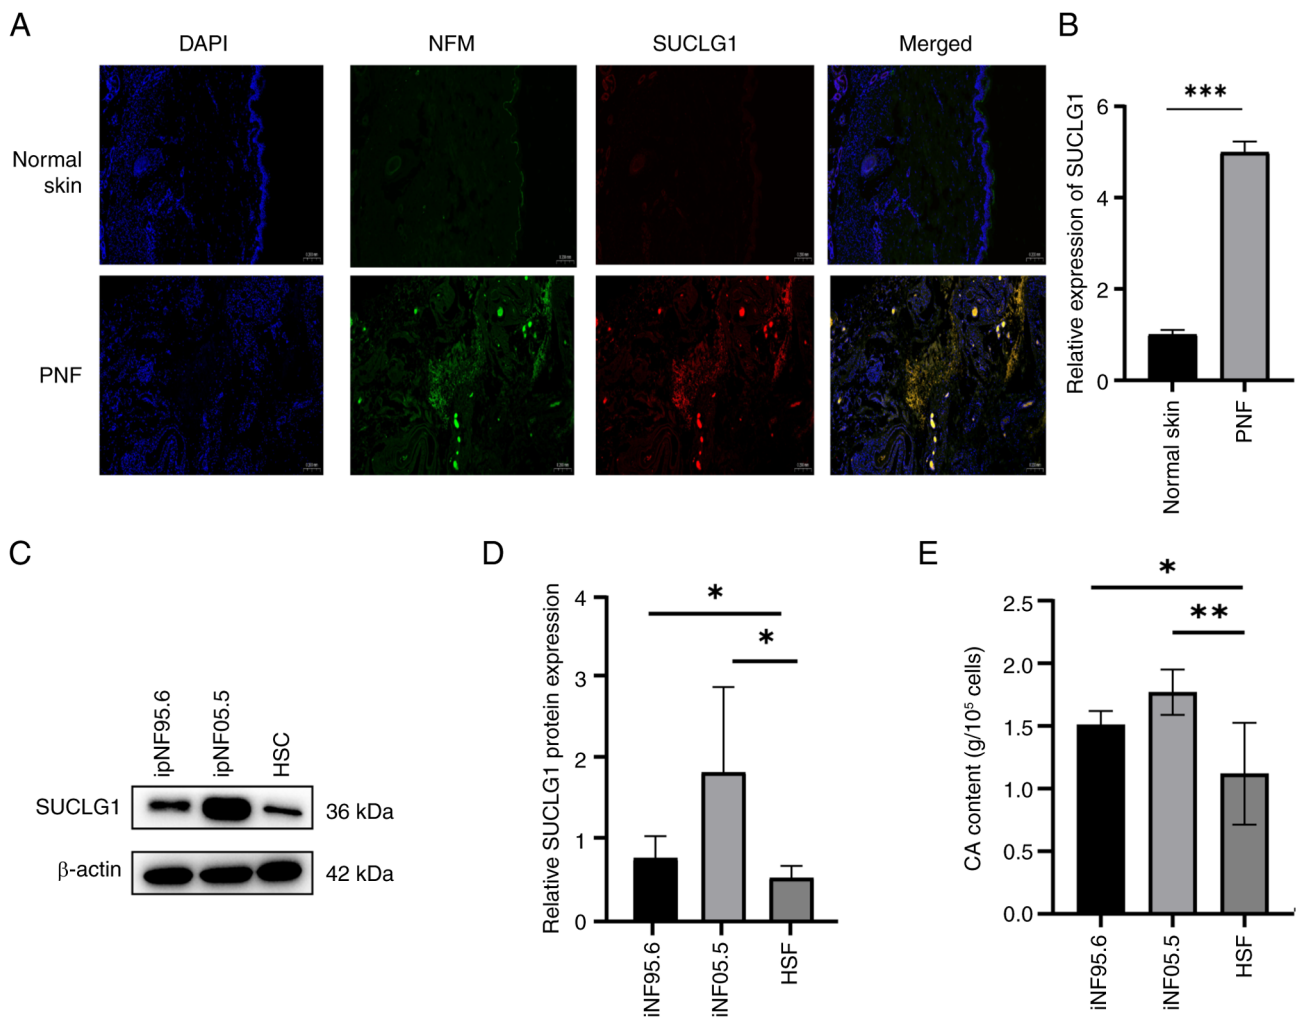 A
DAPI
NFM
SUCLG1
Merged
Normal
skin
PNF
B
***
Relative expression of SUCLG1
6
4
2
0
Normal skin
PNF
C
ipNF95.6
ipNF05.5
HSC
SUCLG1
36 kDa
β-actin
42 kDa
D
Relative SUCLG1 protein expression
*
*
4
3
2
1
0
iNF95.6
iNF05.5
HSF
E
CA content (g/10⁵ cells)
*
**
2.5
2.0
1.5
1.0
0.5
0.0
iNF95.6
iNF05.5
HSF